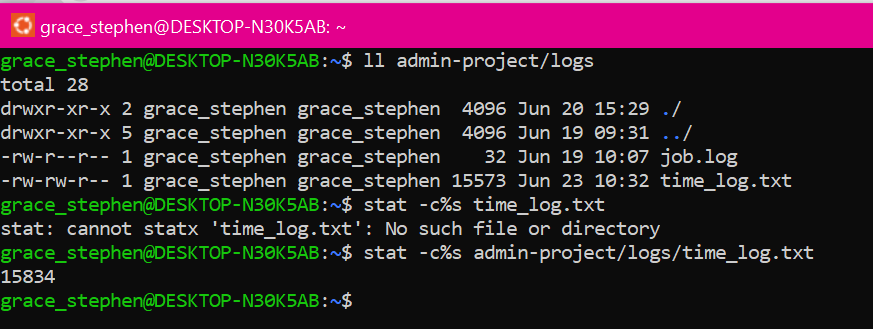 grace_stephen@DESKTOP-N30K5AB: ~
grace_stephen@DESKTOP-N30K5AB:~$ ll admin-project/logs
total 28
drwxr-xr-x 2 grace_stephen grace_stephen  4096 Jun 20 15:29 ./
drwxr-xr-x 5 grace_stephen grace_stephen  4096 Jun 19 09:31 ../
-rw-r--r-- 1 grace_stephen grace_stephen    32 Jun 19 10:07 job.log
-rw-rw-r-- 1 grace_stephen grace_stephen 15573 Jun 23 10:32 time_log.txt
grace_stephen@DESKTOP-N30K5AB:~$ stat -c%s time_log.txt
stat: cannot statx 'time_log.txt': No such file or directory
grace_stephen@DESKTOP-N30K5AB:~$ stat -c%s admin-project/logs/time_log.txt
15834
grace_stephen@DESKTOP-N30K5AB:~$